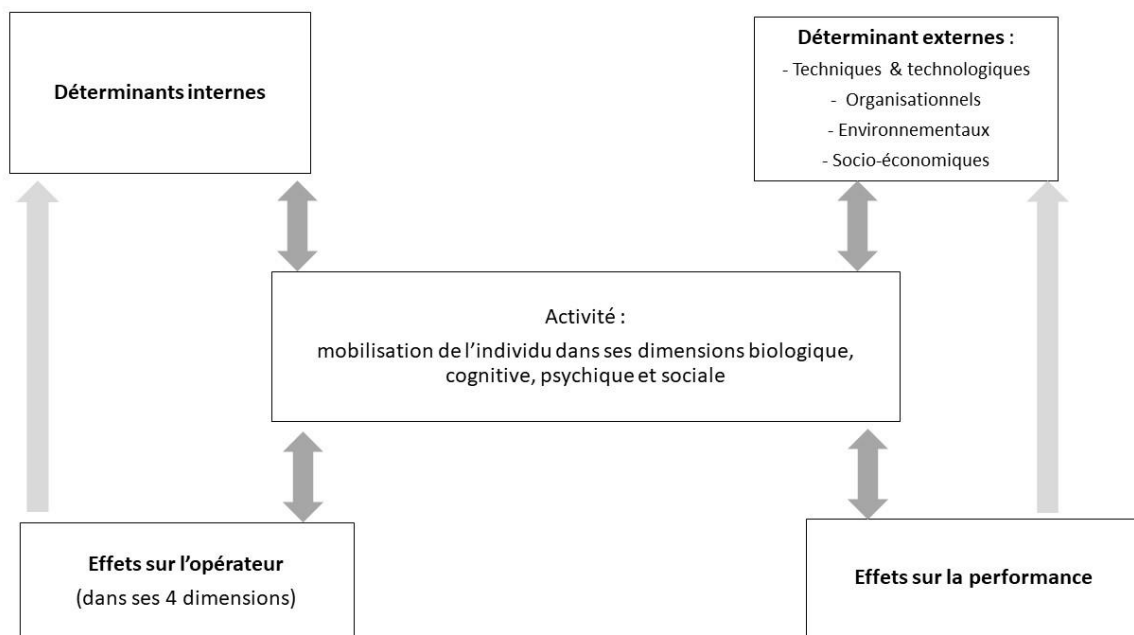 Déterminants internes
Déterminant externes :
- Techniques & technologiques
- Organisationnels
- Environnementaux
- Socio-économiques
Activité :
mobilisation de l'individu dans ses dimensions biologique,
cognitive, psychique et sociale
Effets sur l'opérateur
(dans ses 4 dimensions)
Effets sur la performance